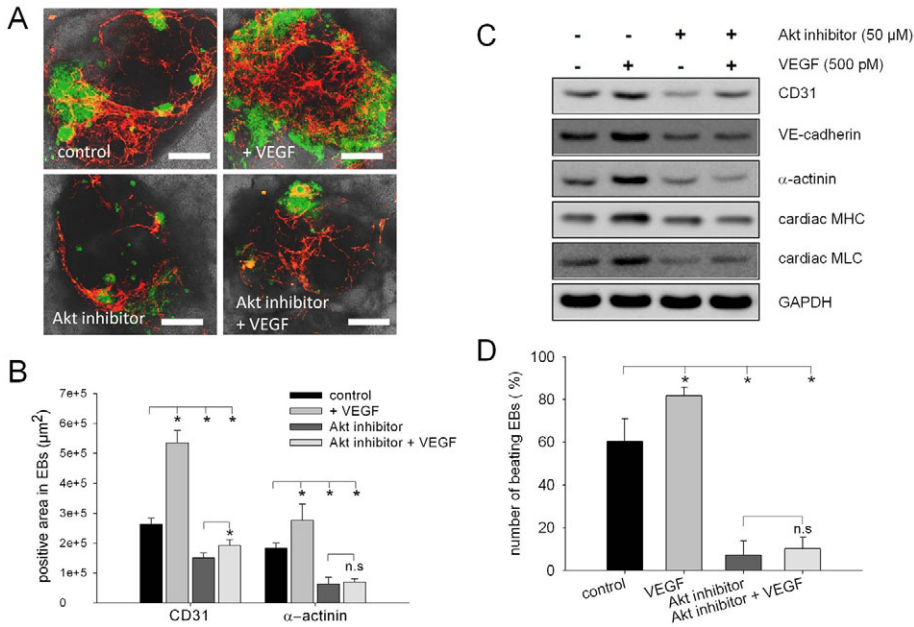 A
control
+ VEGF
Akt inhibitor
Akt inhibitor
+ VEGF
B
positive area in EBs (µm²)
7e+5
6e+5
5e+5
4e+5
3e+5
2e+5
1e+5
0
control
+ VEGF
Akt inhibitor
Akt inhibitor + VEGF
* * *
*
* * *
n.s
CD31
α−actinin
C
- - + + Akt inhibitor (50 µM)
- + - + VEGF (500 pM)
CD31
VE-cadherin
α-actinin
cardiac MHC
cardiac MLC
GAPDH
D
number of beating EBs ( %)
100
80
60
40
20
0
* * *
n.s
control
VEGF
Akt inhibitor
Akt inhibitor + VEGF